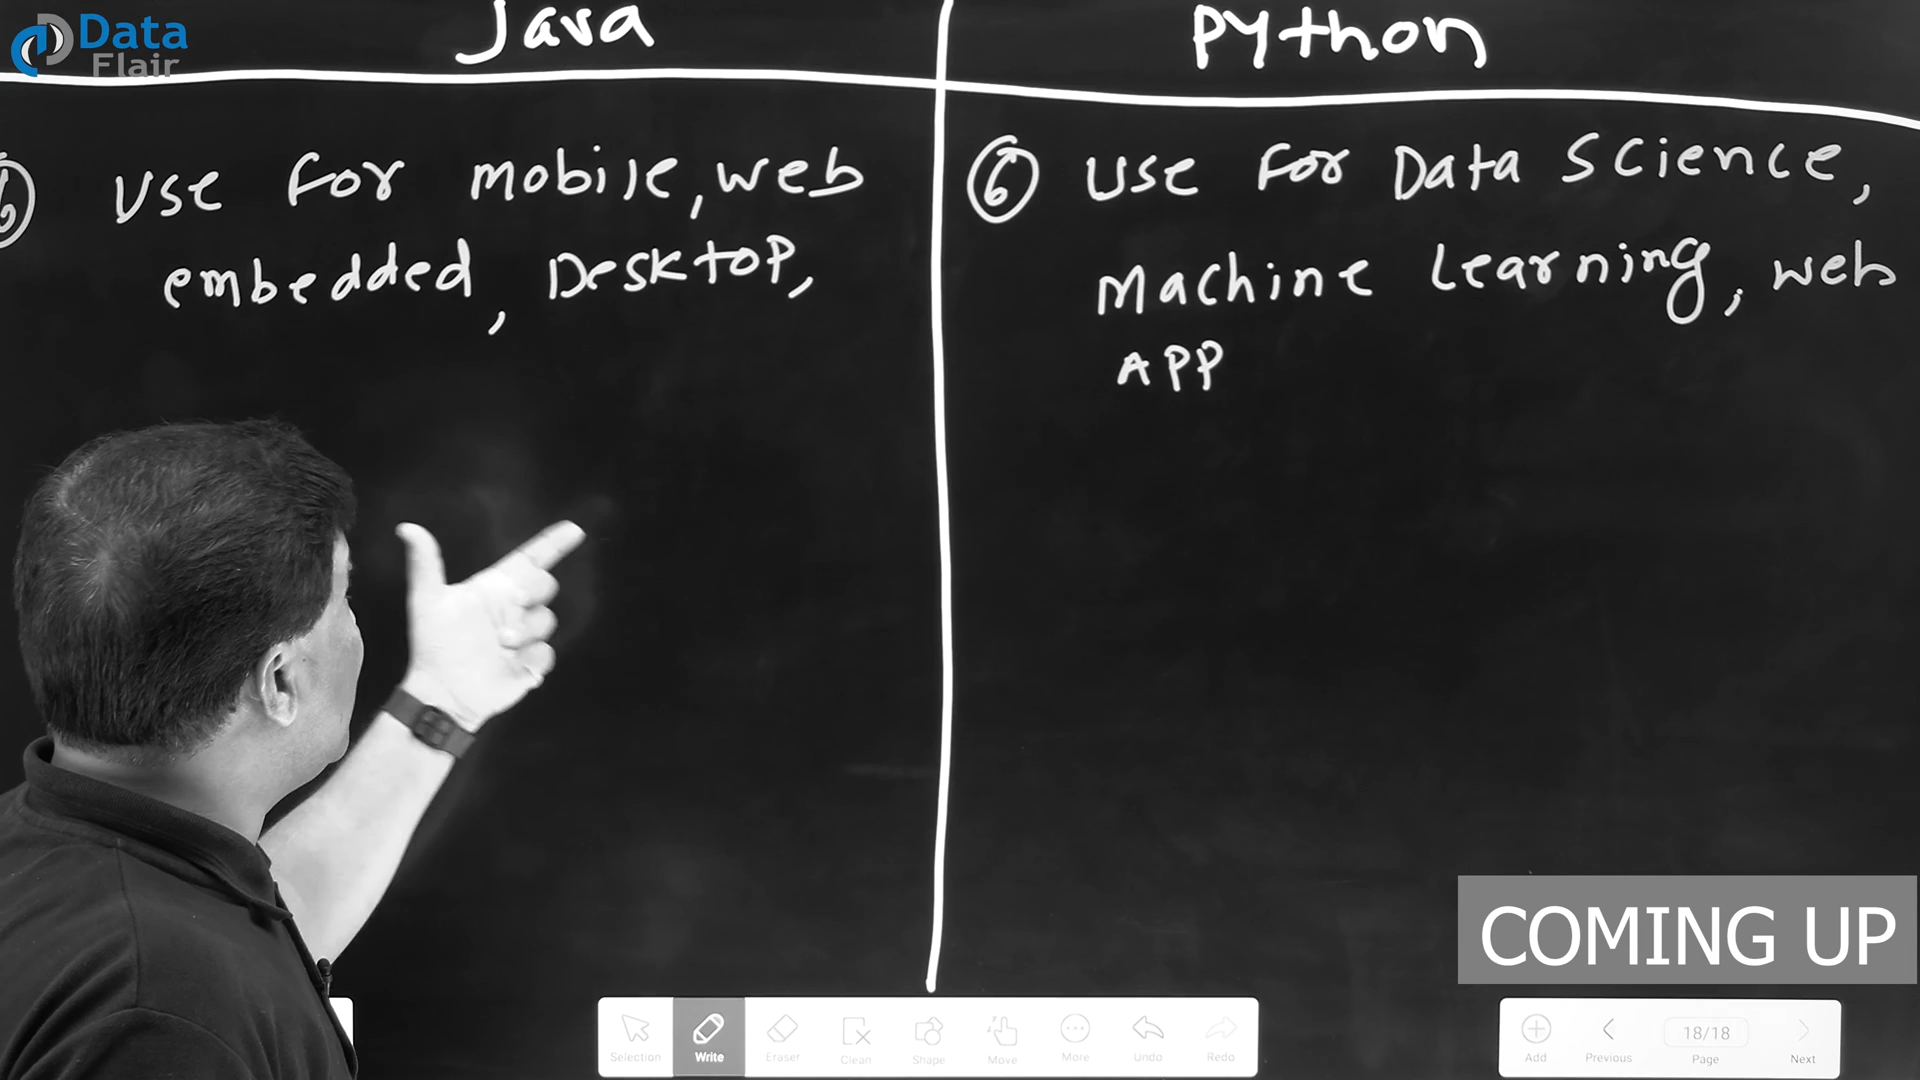 Data
Flair
Java
Python
6 Use for mobile, web
embedded, Desktop,
6 Use for Data Science,
Machine Learning, web
APP
COMING UP
Selection Write Eraser Clean Shape Move More Undo Redo
Add Previous 18/18 Page Next